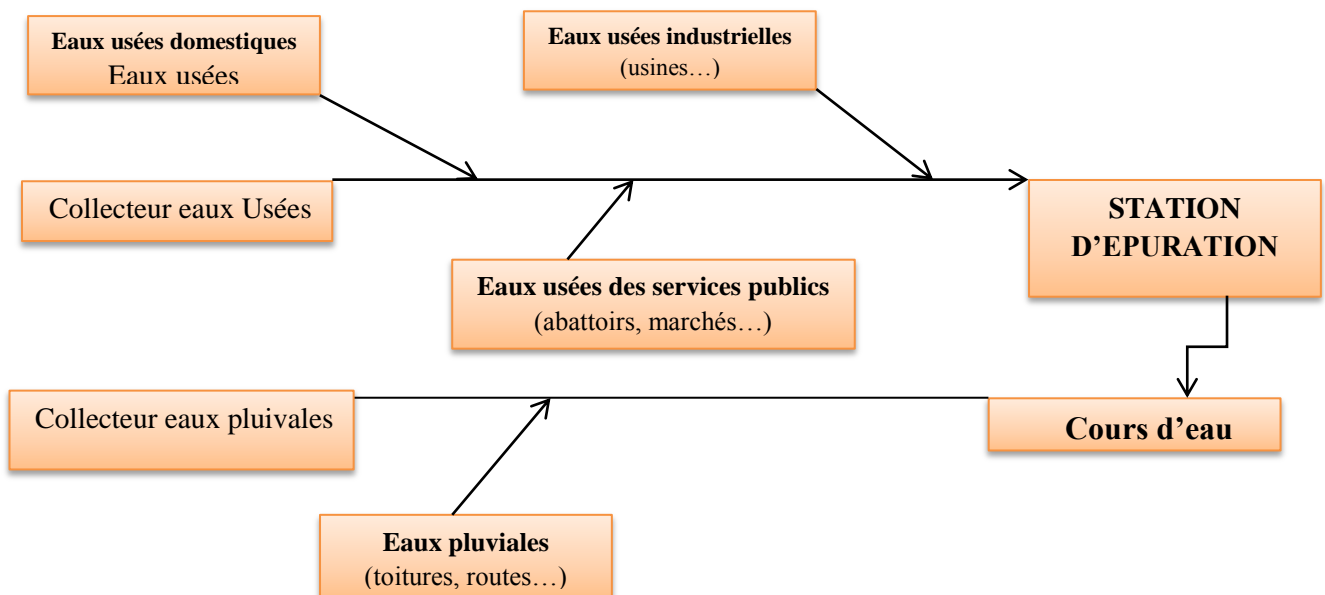 Eaux usées domestiques
Eaux usées
Eaux usées industrielles
(usines…)
Collecteur eaux Usées
STATION
D’EPURATION
Eaux usées des services publics
(abattoirs, marchés…)
Collecteur eaux pluivales
Cours d’eau
Eaux pluviales
(toitures, routes…)